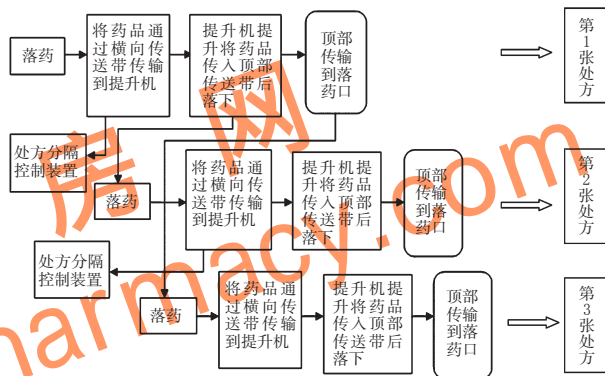 落药
将药品通
过横向传
送带传输
到提升机
提升机提
升将药品
传入顶部
传送带后
落下
顶部
传输
到落
药口
第
1
张
处
方
处方分隔
控制装置
落药
将药品通
过横向传
送带传输
到提升机
提升机提
升将药品
传入顶部
传送带后
落下
顶部
传输
到落
药口
第
2
张
处
方
处方分隔
控制装置
落药
将药品通
过横向传
送带传输
到提升机
提升机提
升将药品
传入顶部
传送带后
落下
顶部
传输
到落
药口
第
3
张
处
方
房网
harmacy.com